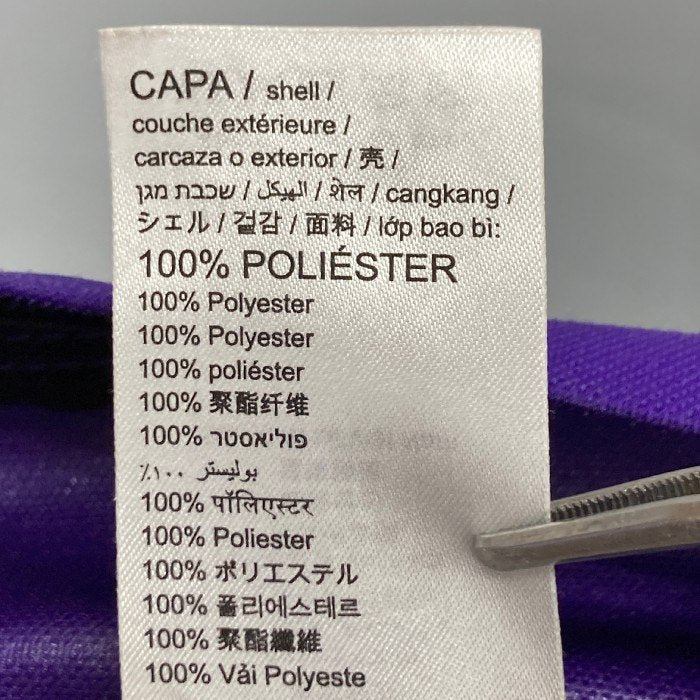 CAPA / shell /
couche extérieure /
carcaza o exterior / 壳 /
שכבת מגן / الهيكل / शेल / cangkang /
シェル / 겉감 / 面料 / lớp bao bì:
100% POLIÉSTER
100% Polyester
100% Polyester
100% poliéster
100% 聚酯纤维
100% פוליאסטר
بوليستر ١٠٠٪
100% पॉलिएस्टर
100% Poliester
100% ポリエステル
100% 폴리에스테르
100% 聚酯纖維
100% Vải Polyeste